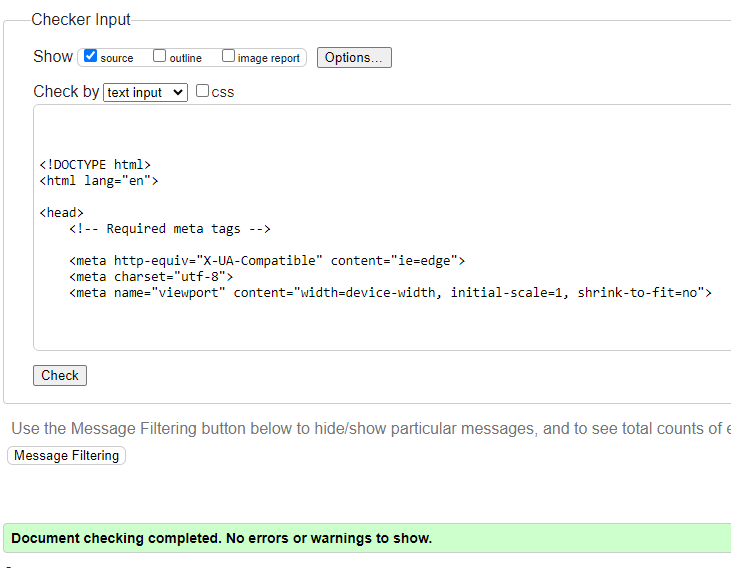 Checker Input
Show source outline image report Options...
Check by text input css
<!DOCTYPE html>
<html lang="en">
<head>
<!-- Required meta tags -->
<meta http-equiv="X-UA-Compatible" content="ie=edge">
<meta charset="utf-8">
<meta name="viewport" content="width=device-width, initial-scale=1, shrink-to-fit=no">
Check
Use the Message Filtering button below to hide/show particular messages, and to see total counts of
Message Filtering
Document checking completed. No errors or warnings to show.